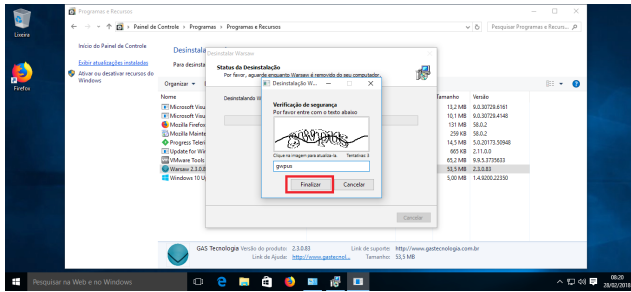 Lixeira
Firefox
Programas e Recursos
Painel de Controle > Programas > Programas e Recursos
Pesquisar Programas e Recurs...
Início do Painel de Controle
Exibir atualizações instaladas
Ativar ou desativar recursos do Windows
Desinstala
Para desinsta
Organizar
Nome
Tamanho
Versão
Microsoft Visu
13,2 MB
9.0.30729.6161
Microsoft Visu
10,1 MB
9.0.30729.4148
Mozilla Firefox
131 MB
58.0.2
Mozilla Mainte
259 KB
58.0.2
Progress Teleri
14,5 MB
5.0.20173.50948
Update for Win
665 KB
2.11.0.0
VMware Tools
65,2 MB
9.9.5.3735633
Warsaw 2.3.0.8
53,5 MB
2.3.0.83
Windows 10 U
5,00 MB
1.4.9200.22350
Desinstalar Warsaw
Status da Desinstalação
Por favor, aguarde enquanto Warsaw é removido do seu computador.
Desinstalando W
Cancelar
Desinstalação W...
Verificação de segurança
Por favor entre com o texto abaixo
Clique na imagem para atualiza-la.
Tentativas: 3
gwpus
Finalizar
Cancelar
GAS Tecnologia
Versão do produto: 2.3.0.83
Link de suporte: http://www.gastecnologia.com.br
Link de Ajuda: http://www.gastecnol...
Tamanho: 53,5 MB
Pesquisar na Web e no Windows
08:20
28/02/2018